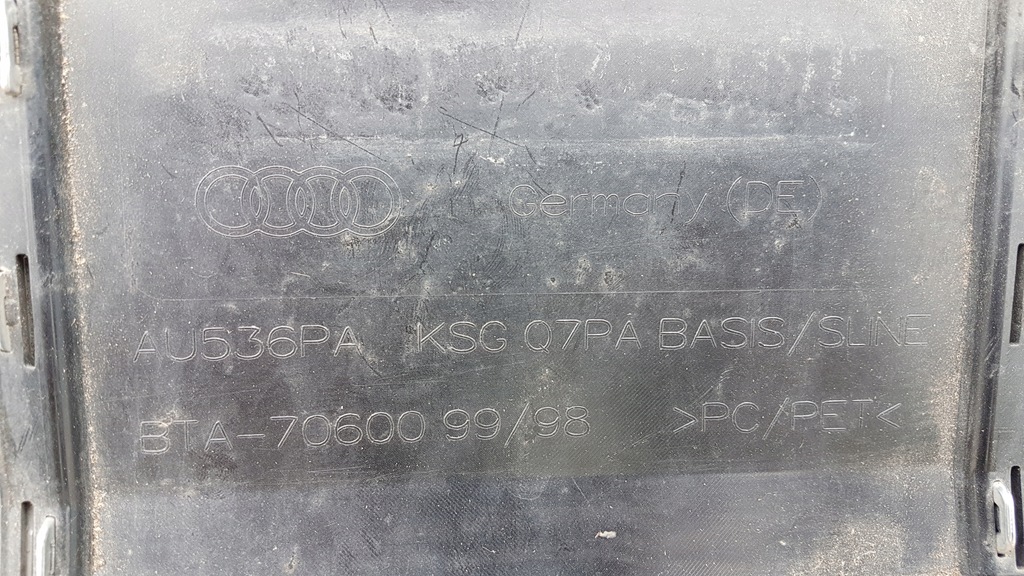 Germany (DE)
AU536PA KSG Q7PA BASIS/SLINE
BTA-70600 99/98 >PC/PET<